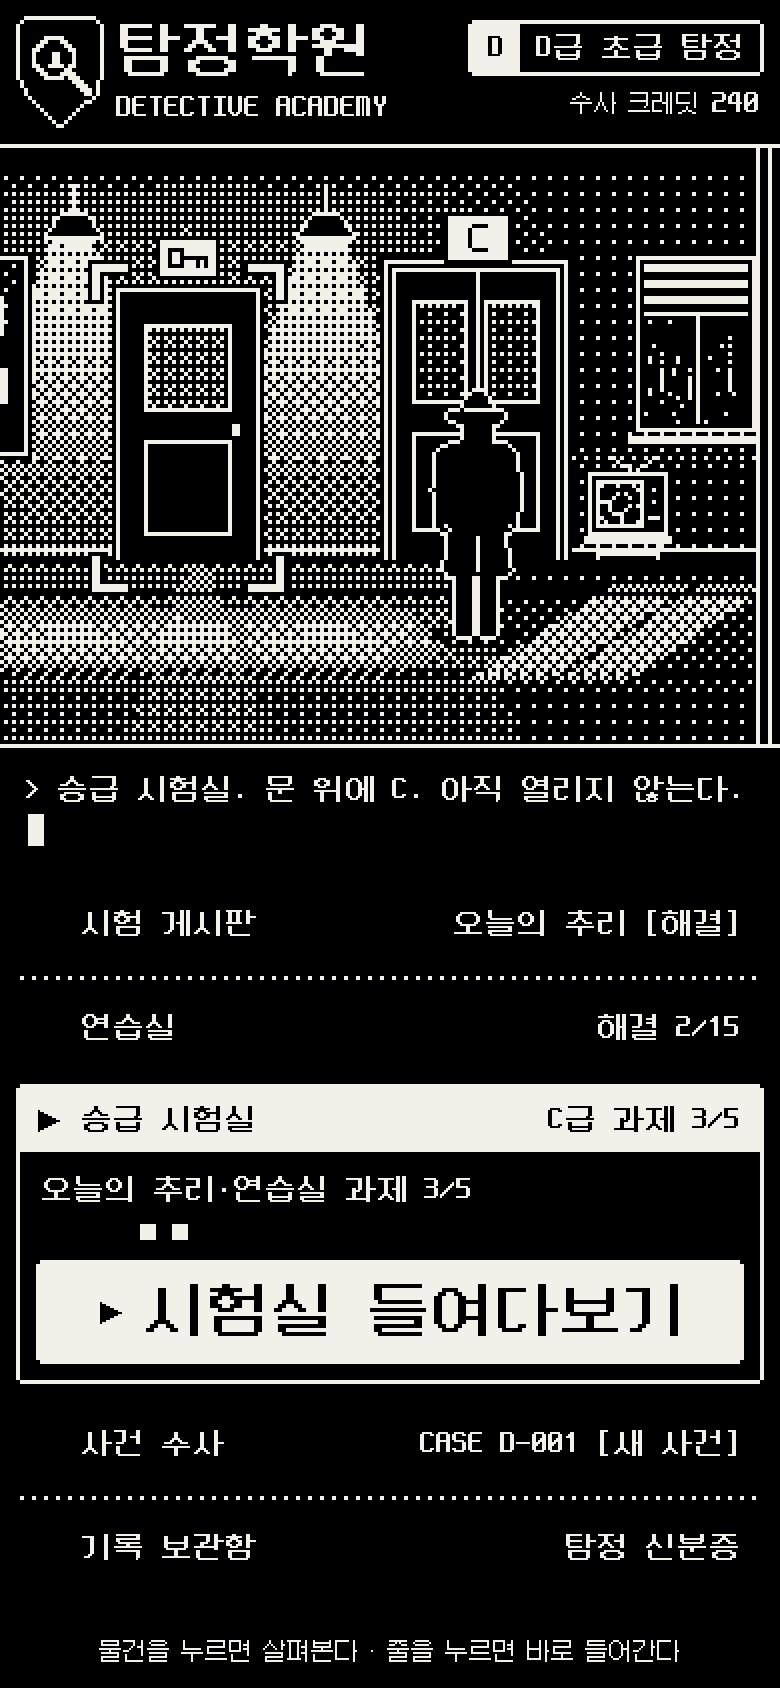 탐정학원
DETECTIVE ACADEMY
D D급 초급 탐정
수사 크레딧 240
C
> 승급 시험실. 문 위에 C. 아직 열리지 않는다.
시험 게시판 오늘의 추리 [해결]
연습실 해결 2/15
▶ 승급 시험실 C급 과제 3/5
오늘의 추리·연습실 과제 3/5
▶ 시험실 들여다보기
사건 수사 CASE D-001 [새 사건]
기록 보관함 탐정 신분증
물건을 누르면 살펴본다 · 줄을 누르면 바로 들어간다